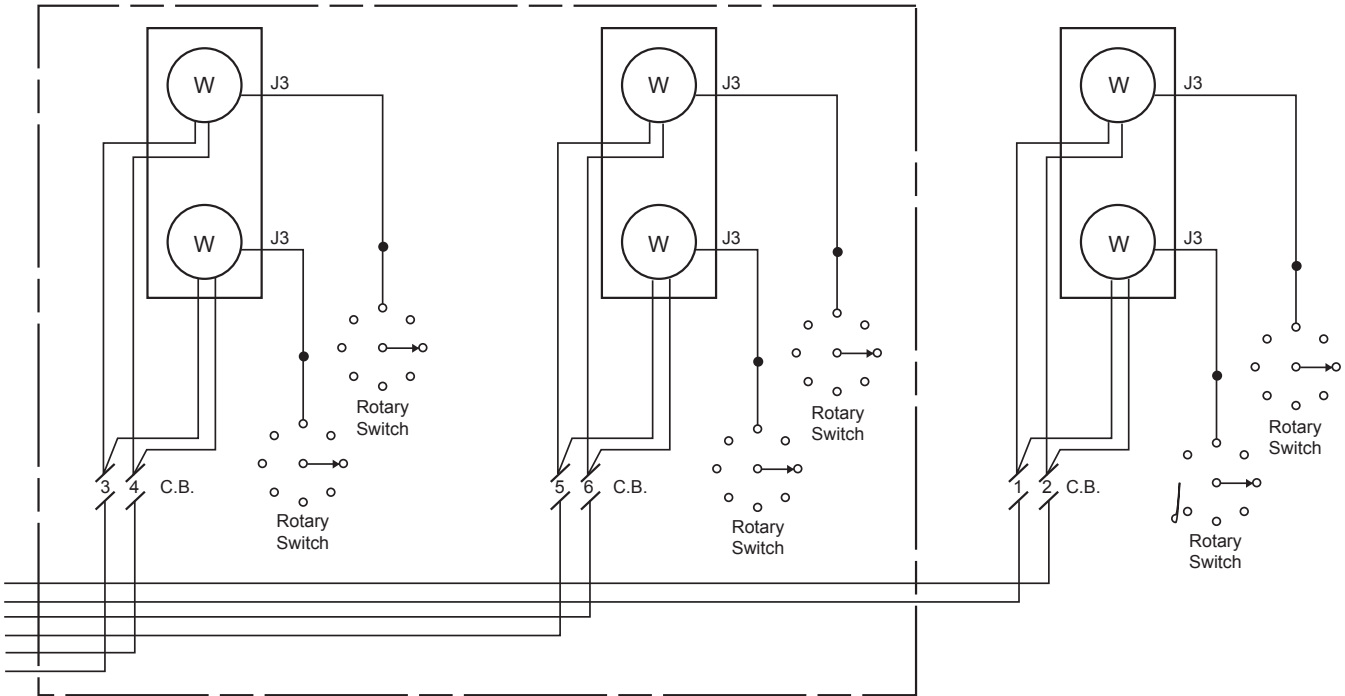 W
J3
W
J3
W
J3
W
J3
W
J3
W
J3
Rotary
Switch
Rotary
Switch
Rotary
Switch
3 4 C.B.
5 6 C.B.
1 2 C.B.
Rotary
Switch
Rotary
Switch
Rotary
Switch